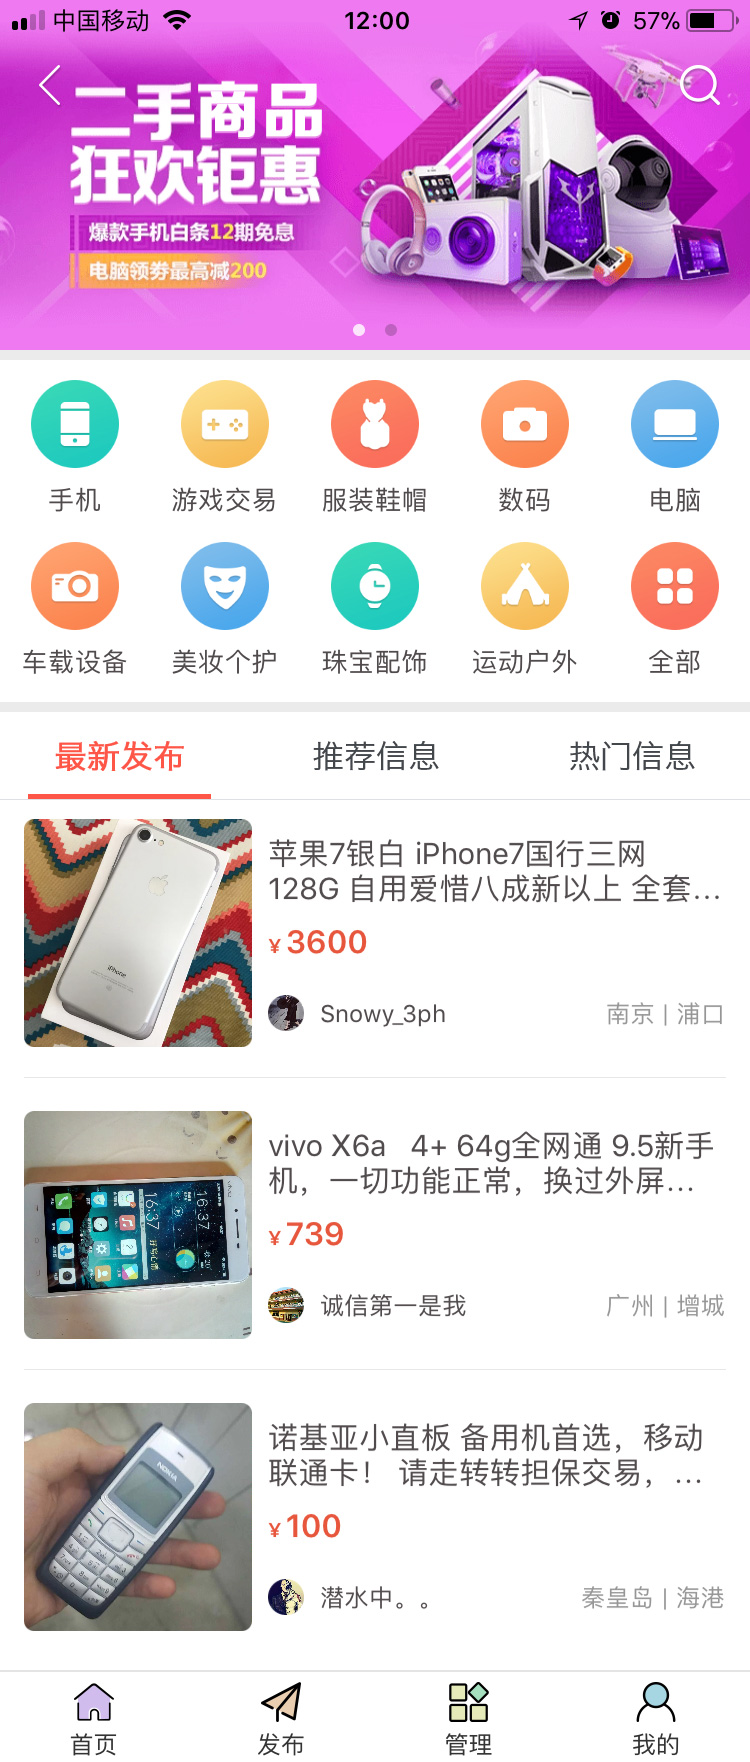 中国移动
12:00
57%
二手商品
狂欢钜惠
爆款手机白条12期免息
电脑领券最高减200
手机
游戏交易
服装鞋帽
数码
电脑
车载设备
美妆个护
珠宝配饰
运动户外
全部
最新发布
推荐信息
热门信息
苹果7银白 iPhone7国行三网
128G 自用爱惜八成新以上 全套...
¥3600
Snowy_3ph
南京 | 浦口
iPhone
vivo X6a 4+ 64g全网通 9.5新手
机，一切功能正常，换过外屏...
¥739
诚信第一是我
广州 | 增城
16:37
16:37
诺基亚小直板 备用机首选，移动
联通卡！ 请走转转担保交易，...
¥100
潜水中。。
秦皇岛 | 海港
NOKIA
首页
发布
管理
我的